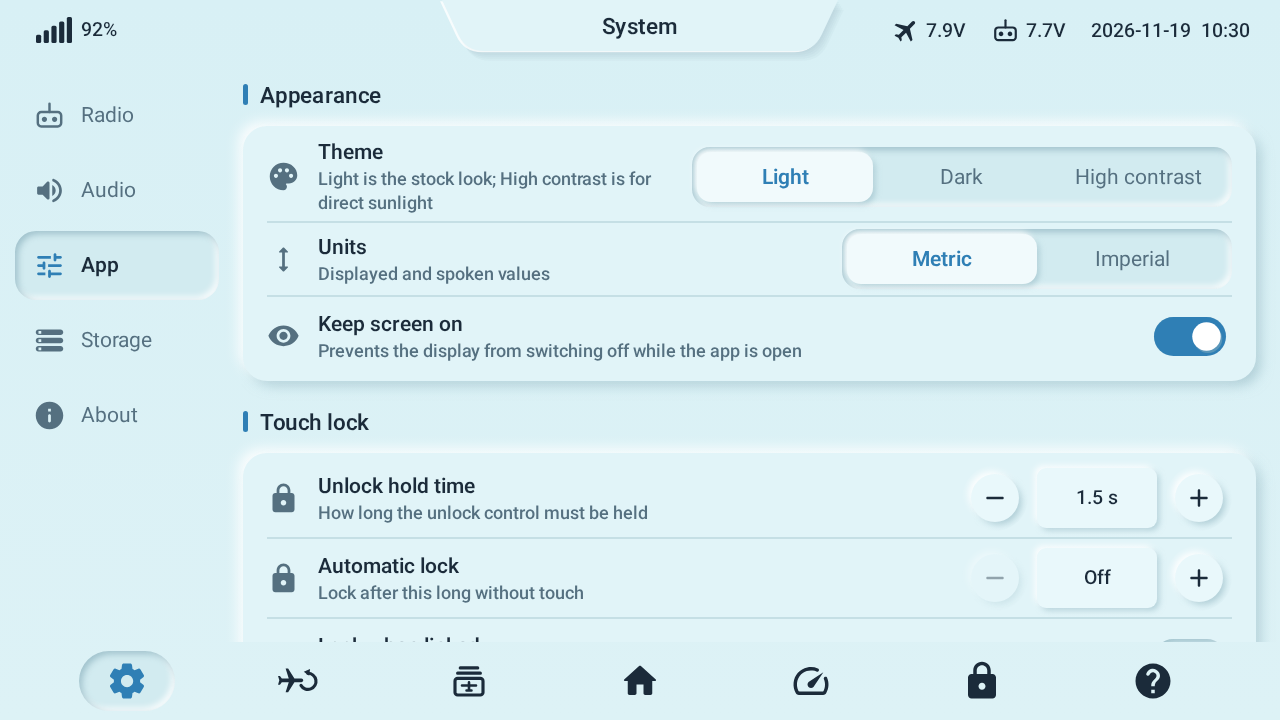 92%
System
7.9V
7.7V
2026-11-19 10:30
Radio
Audio
App
Storage
About
Appearance
Theme
Light is the stock look; High contrast is for
direct sunlight
Light
Dark
High contrast
Units
Displayed and spoken values
Metric
Imperial
Keep screen on
Prevents the display from switching off while the app is open
Touch lock
Unlock hold time
How long the unlock control must be held
1.5 s
Automatic lock
Lock after this long without touch
Off